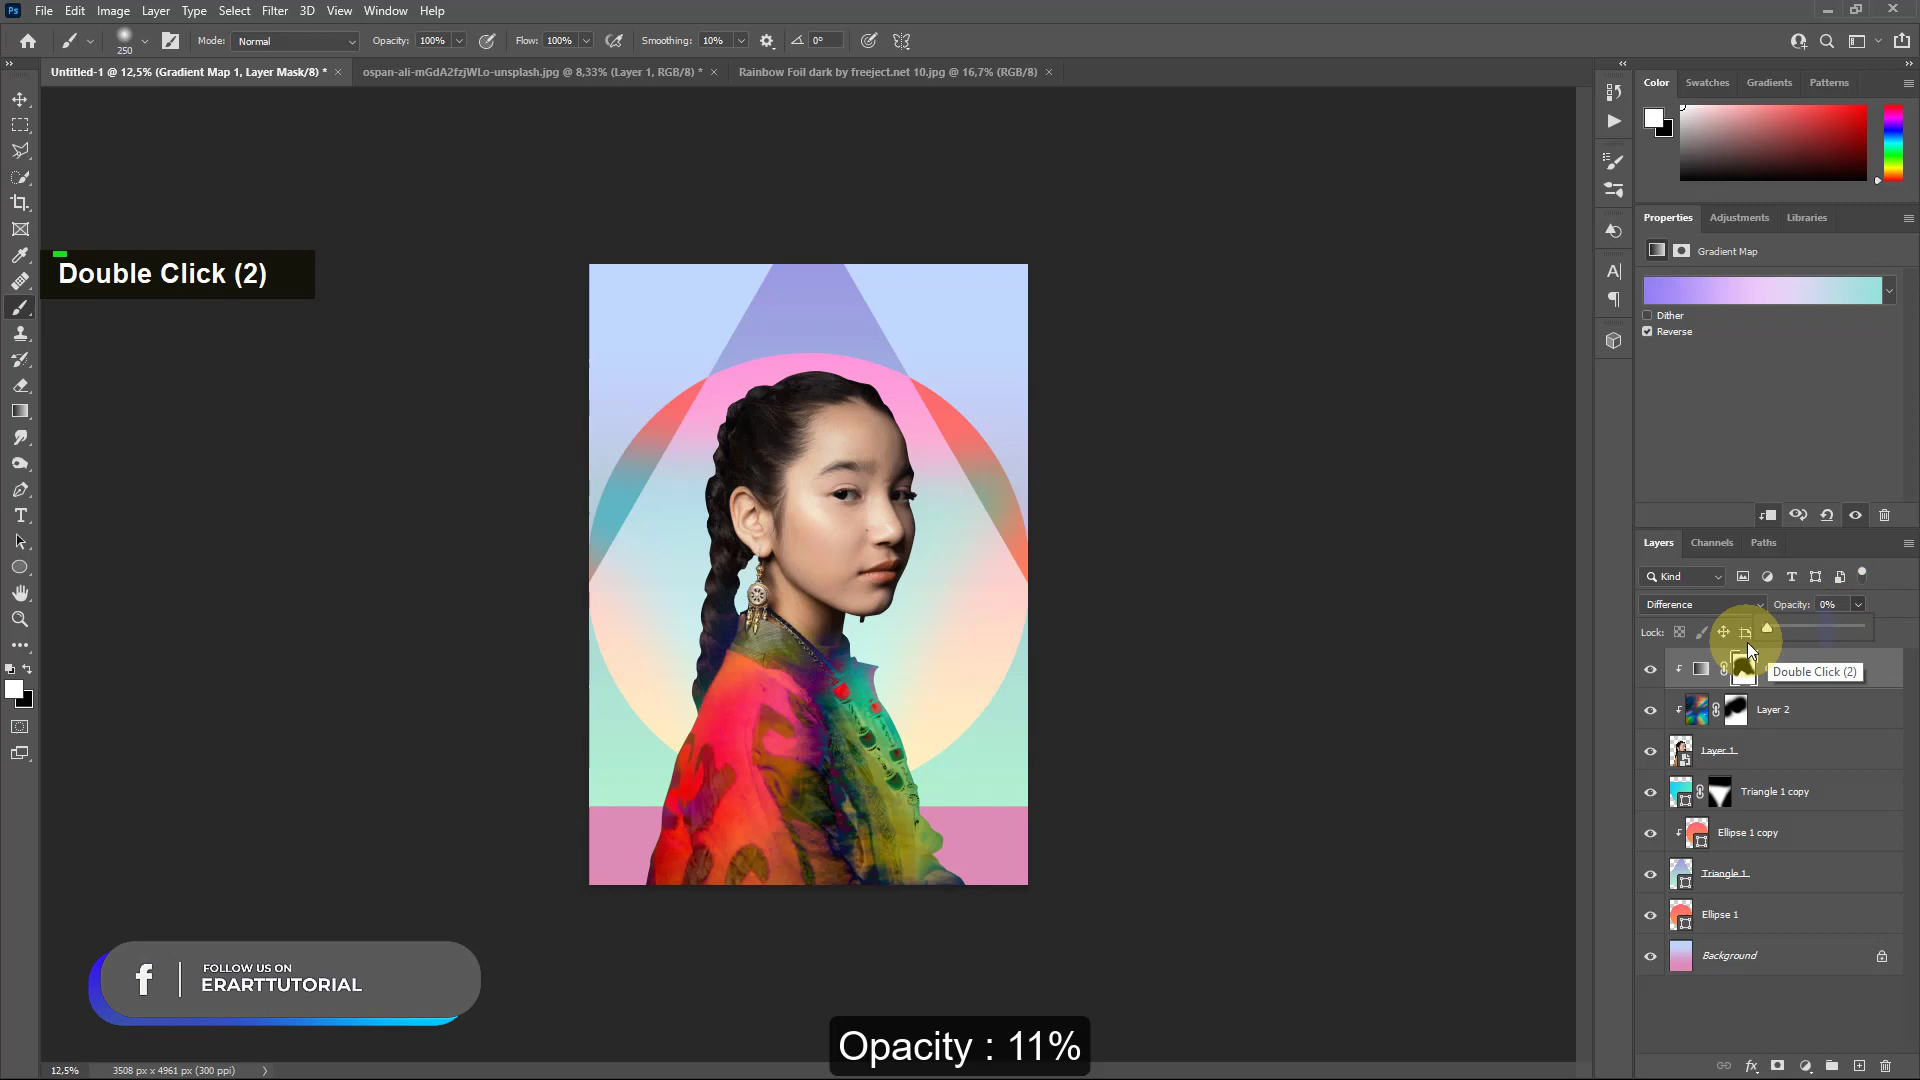 Ps File Edit Image Layer Type Select Filter 3D View Window Help
250 Mode: Normal Opacity: 100% Flow: 100% Smoothing: 10% 0°
Untitled-1 @ 12,5% (Gradient Map 1, Layer Mask/8) * × ospan-ali-mGdA2fzjWLo-unsplash.jpg @ 8,33% (Layer 1, RGB/8) * × Rainbow Foil dark by freeject.net 10.jpg @ 16,7% (RGB/8) ×
Color Swatches Gradients Patterns
Properties Adjustments Libraries
Gradient Map
Dither
Reverse
Double Click (2)
Layers Channels Paths
Kind
Difference Opacity: 0%
Lock:
Double Click (2)
Layer 2
Layer 1
Triangle 1 copy
Ellipse 1 copy
Triangle 1
Ellipse 1
Background
f FOLLOW US ON
ERARTTUTORIAL
Opacity : 11%
12,5% 3508 px x 4961 px (300 ppi)